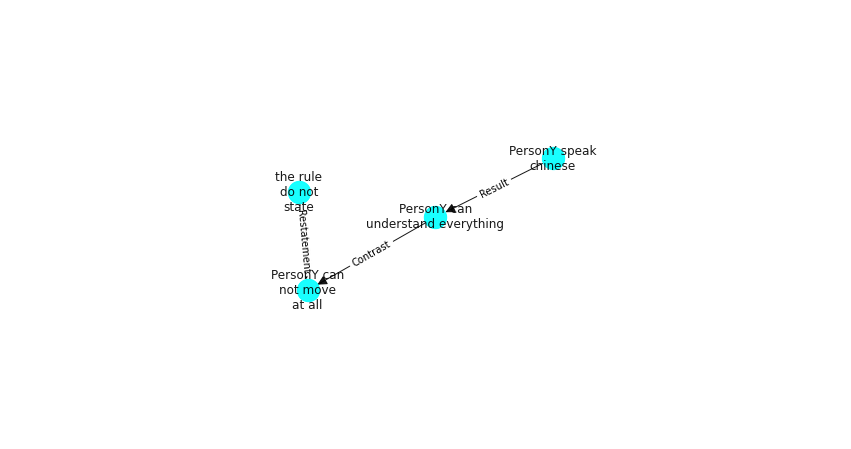 PersonY speak
chinese
Result
the rule
do not
state
PersonY can
understand everything
Restatement
Contrast
PersonY can
not move
at all